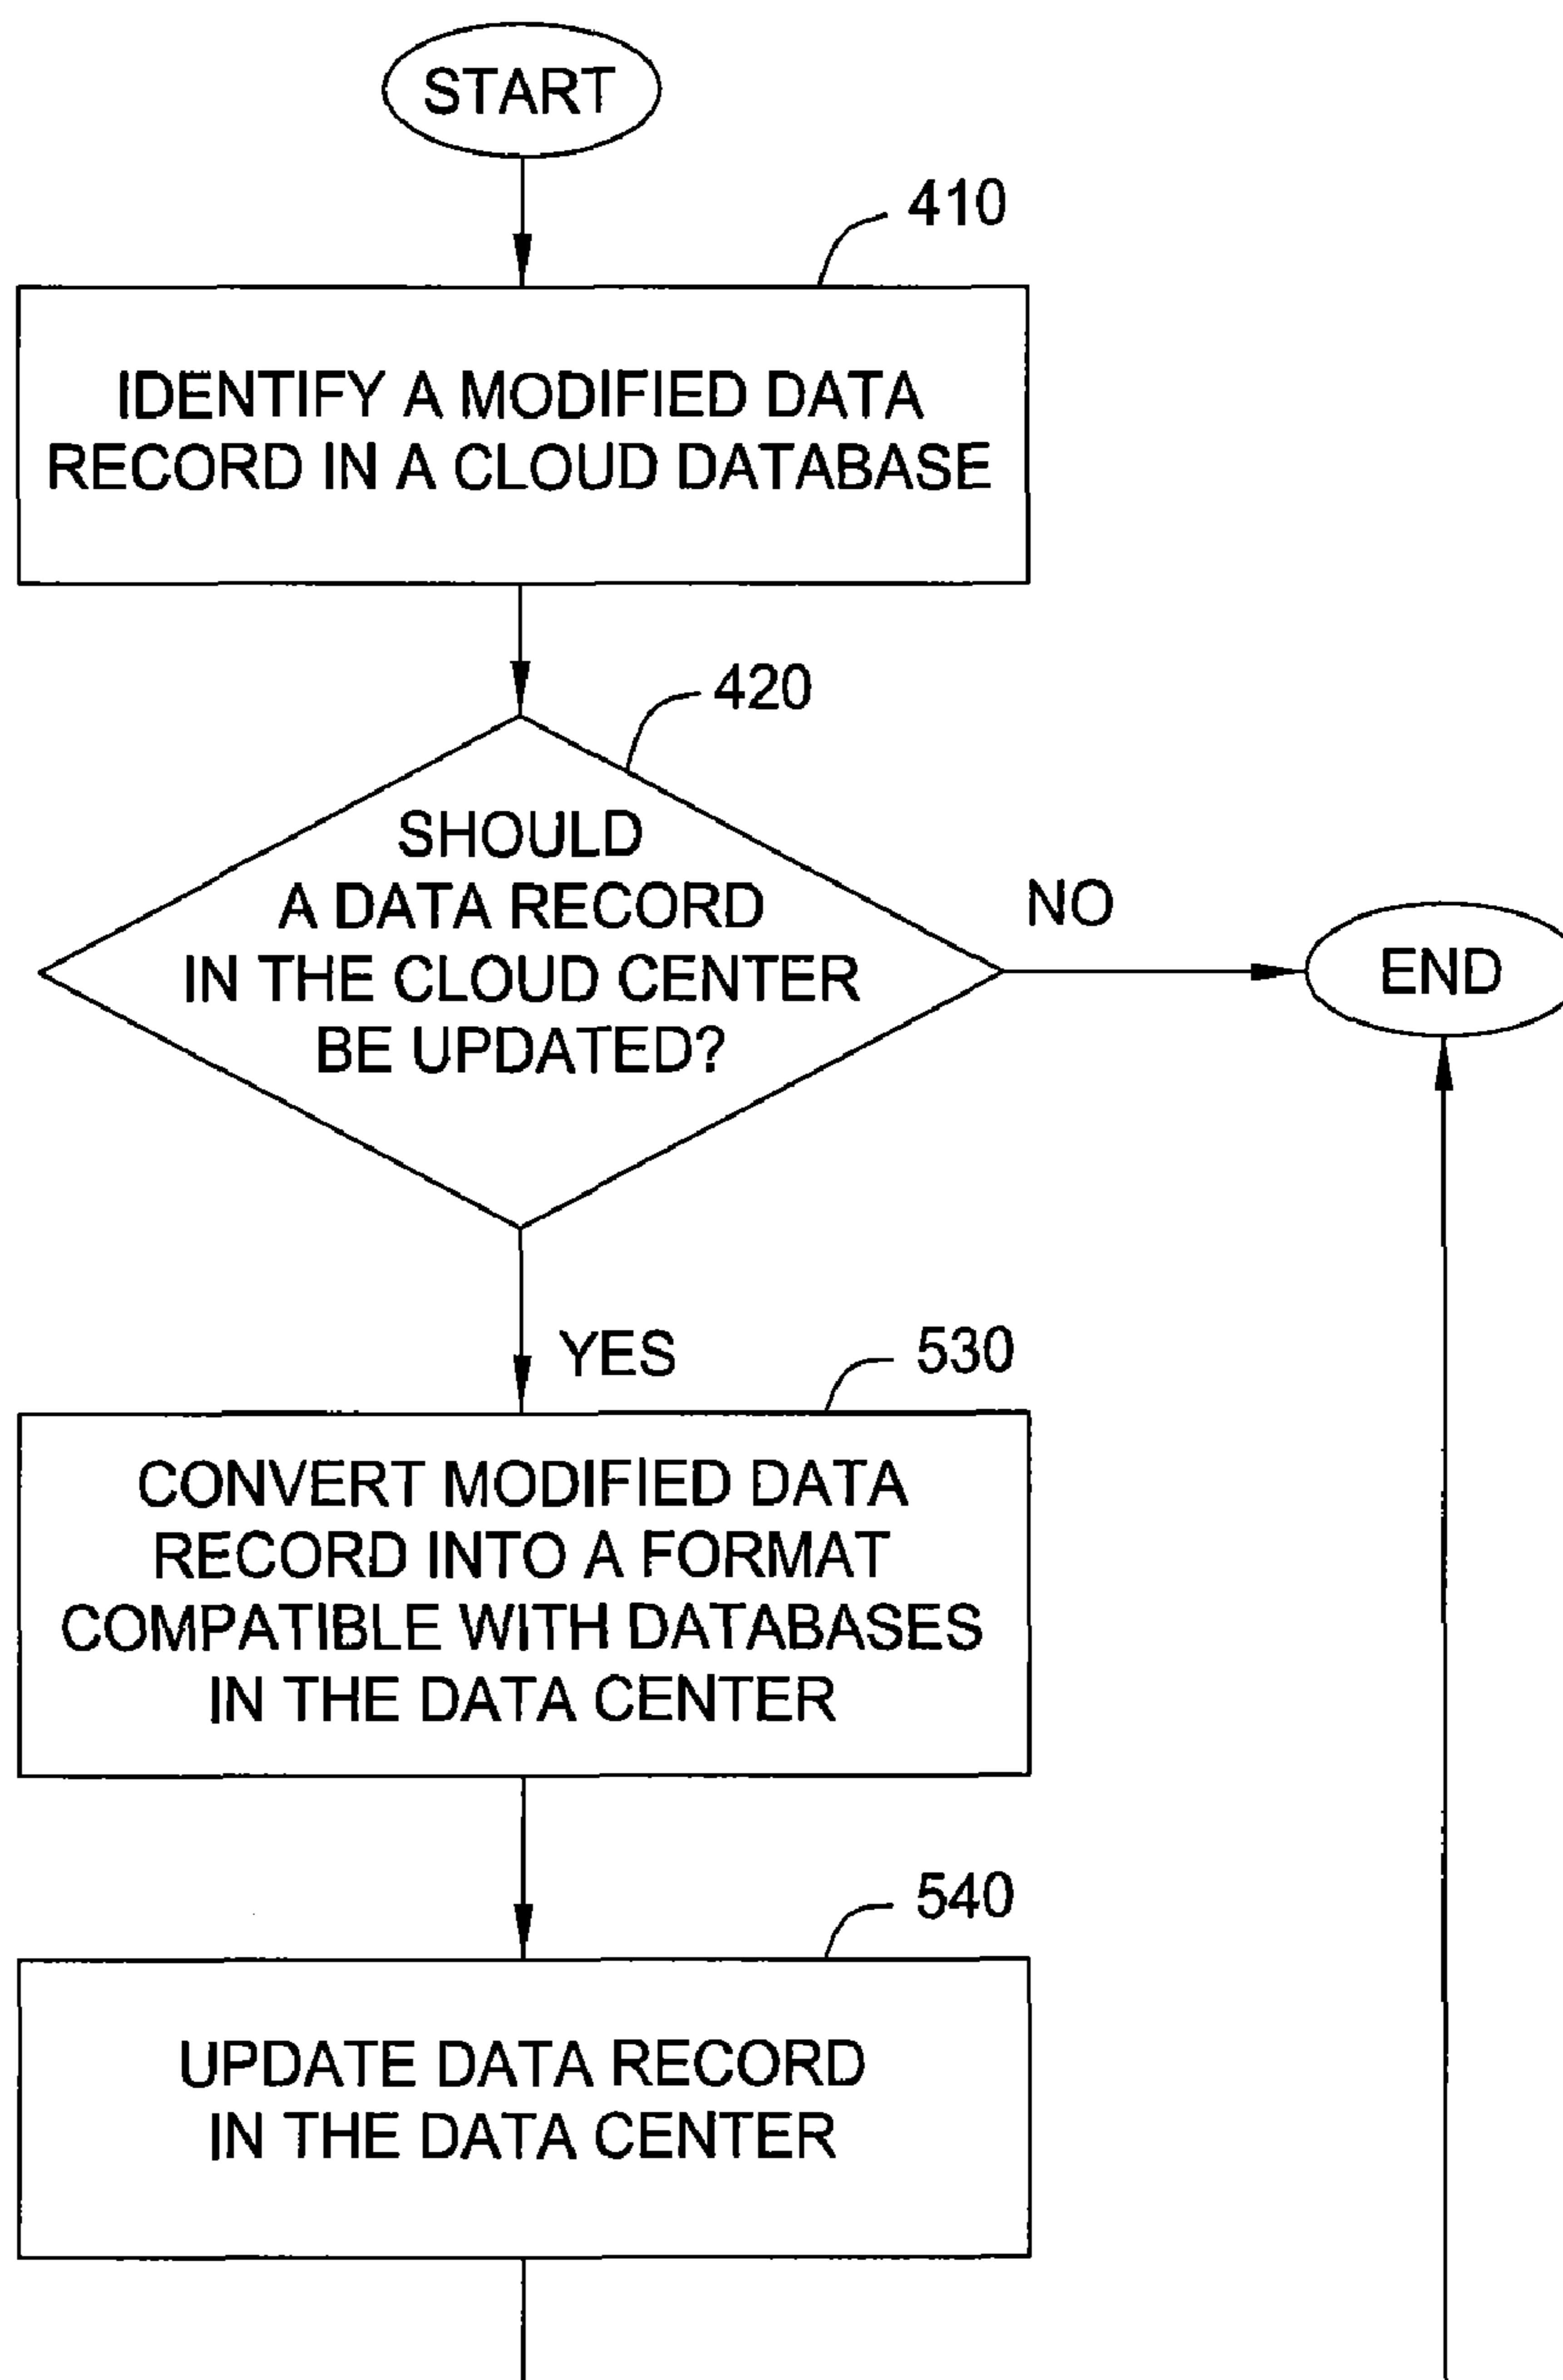 START
410
IDENTIFY A MODIFIED DATA
RECORD IN A CLOUD DATABASE
420
SHOULD
A DATA RECORD
IN THE CLOUD CENTER
BE UPDATED?
NO
END
YES
530
CONVERT MODIFIED DATA
RECORD INTO A FORMAT
COMPATIBLE WITH DATABASES
IN THE DATA CENTER
540
UPDATE DATA RECORD
IN THE DATA CENTER